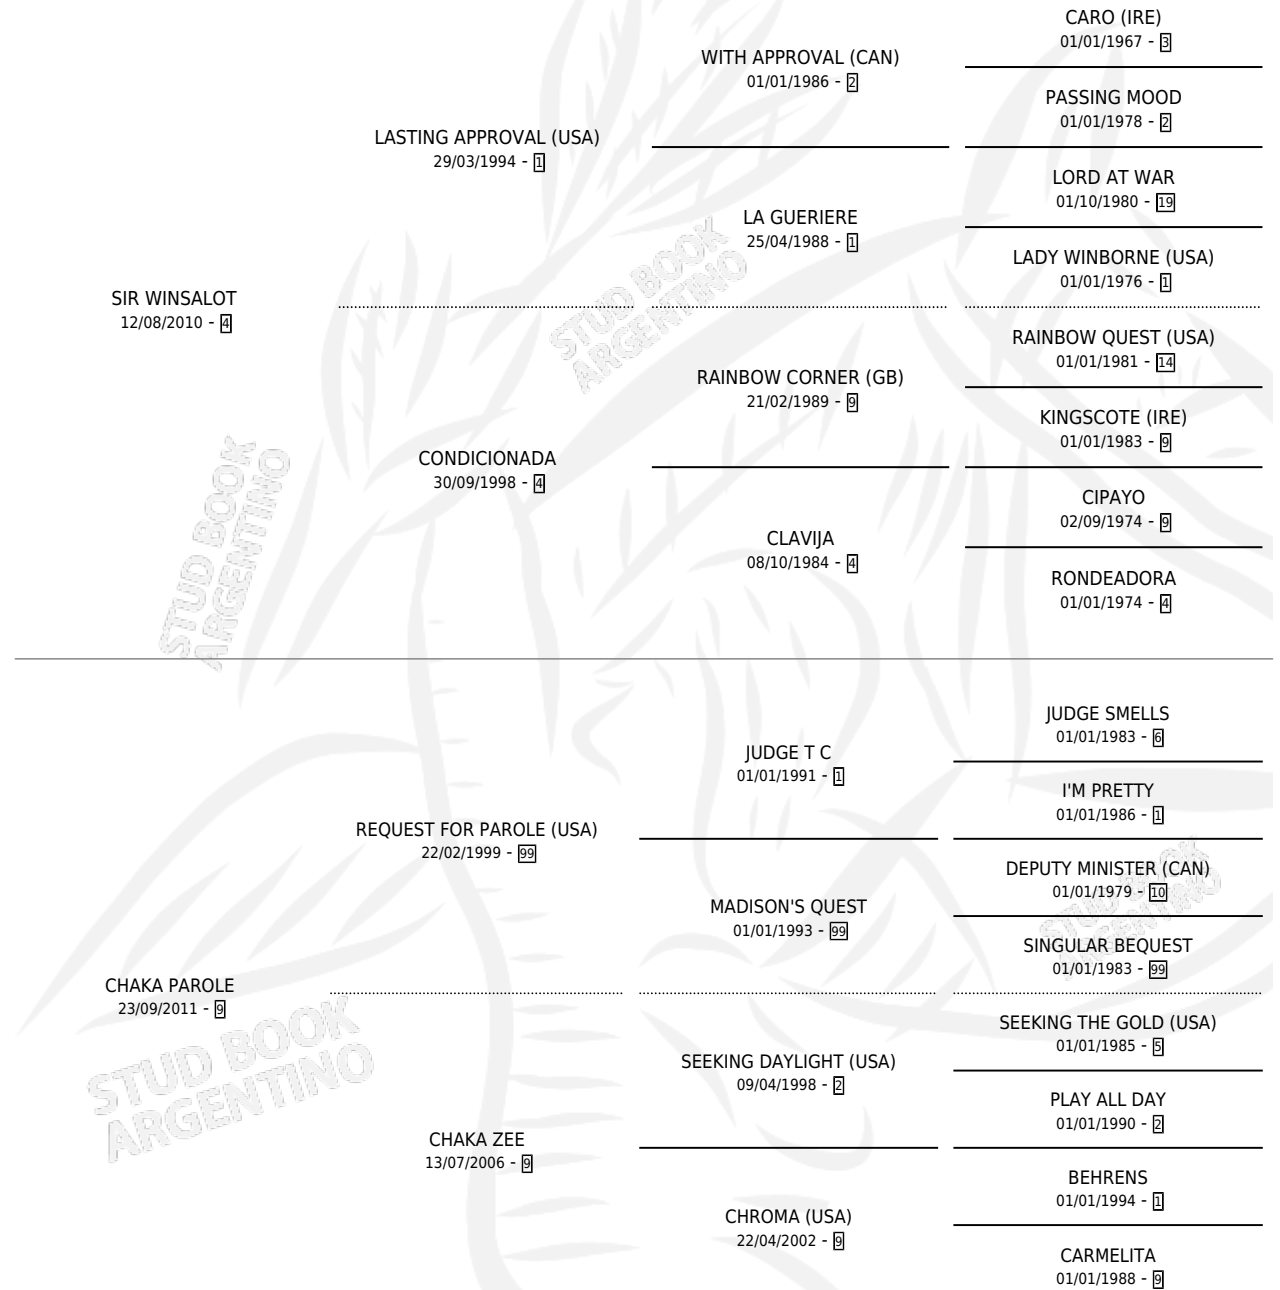 CARO (IRE)
01/01/1967 - 3
WITH APPROVAL (CAN)
01/01/1986 - 2
PASSING MOOD
01/01/1978 - 2
LASTING APPROVAL (USA)
29/03/1994 - 1
LORD AT WAR
01/10/1980 - 19
LA GUERIERE
25/04/1988 - 1
LADY WINBORNE (USA)
01/01/1976 - 1
SIR WINSALOT
12/08/2010 - 4
RAINBOW QUEST (USA)
01/01/1981 - 14
RAINBOW CORNER (GB)
21/02/1989 - 9
KINGSCOTE (IRE)
01/01/1983 - 9
CONDICIONADA
30/09/1998 - 4
CIPAYO
02/09/1974 - 9
CLAVIJA
08/10/1984 - 4
RONDEADORA
01/01/1974 - 4
STUD BOOK
ARGENTINO
STUD BOOK
ARGENTINO
JUDGE SMELLS
01/01/1983 - 6
JUDGE T C
01/01/1991 - 1
I'M PRETTY
01/01/1986 - 1
REQUEST FOR PAROLE (USA)
22/02/1999 - 99
DEPUTY MINISTER (CAN)
01/01/1979 - 10
MADISON'S QUEST
01/01/1993 - 99
SINGULAR BEQUEST
01/01/1983 - 99
STUD BOOK
ARGENTINO
CHAKA PAROLE
23/09/2011 - 9
SEEKING THE GOLD (USA)
01/01/1985 - 5
SEEKING DAYLIGHT (USA)
09/04/1998 - 2
PLAY ALL DAY
01/01/1990 - 2
CHAKA ZEE
13/07/2006 - 9
BEHRENS
01/01/1994 - 1
CHROMA (USA)
22/04/2002 - 9
CARMELITA
01/01/1988 - 9
STUD BOOK
ARGENTINO